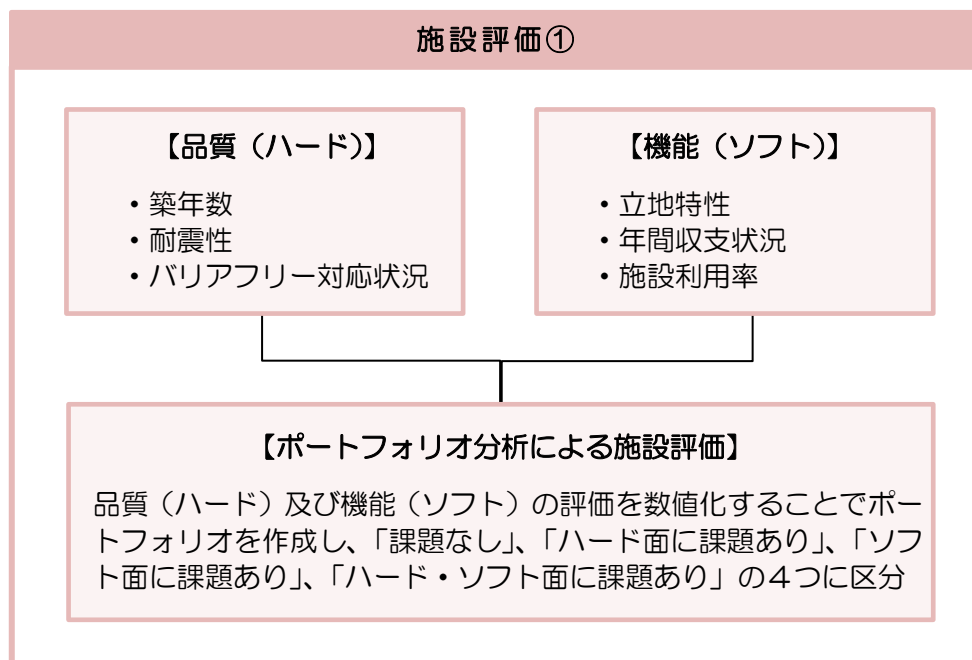 施設評価①
【品質（ハード）】
・築年数
・耐震性
・バリアフリー対応状況
【機能（ソフト）】
・立地特性
・年間収支状況
・施設利用率
【ポートフォリオ分析による施設評価】
品質（ハード）及び機能（ソフト）の評価を数値化することでポー
トフォリオを作成し、「課題なし」、「ハード面に課題あり」、「ソフ
ト面に課題あり」、「ハード・ソフト面に課題あり」の４つに区分